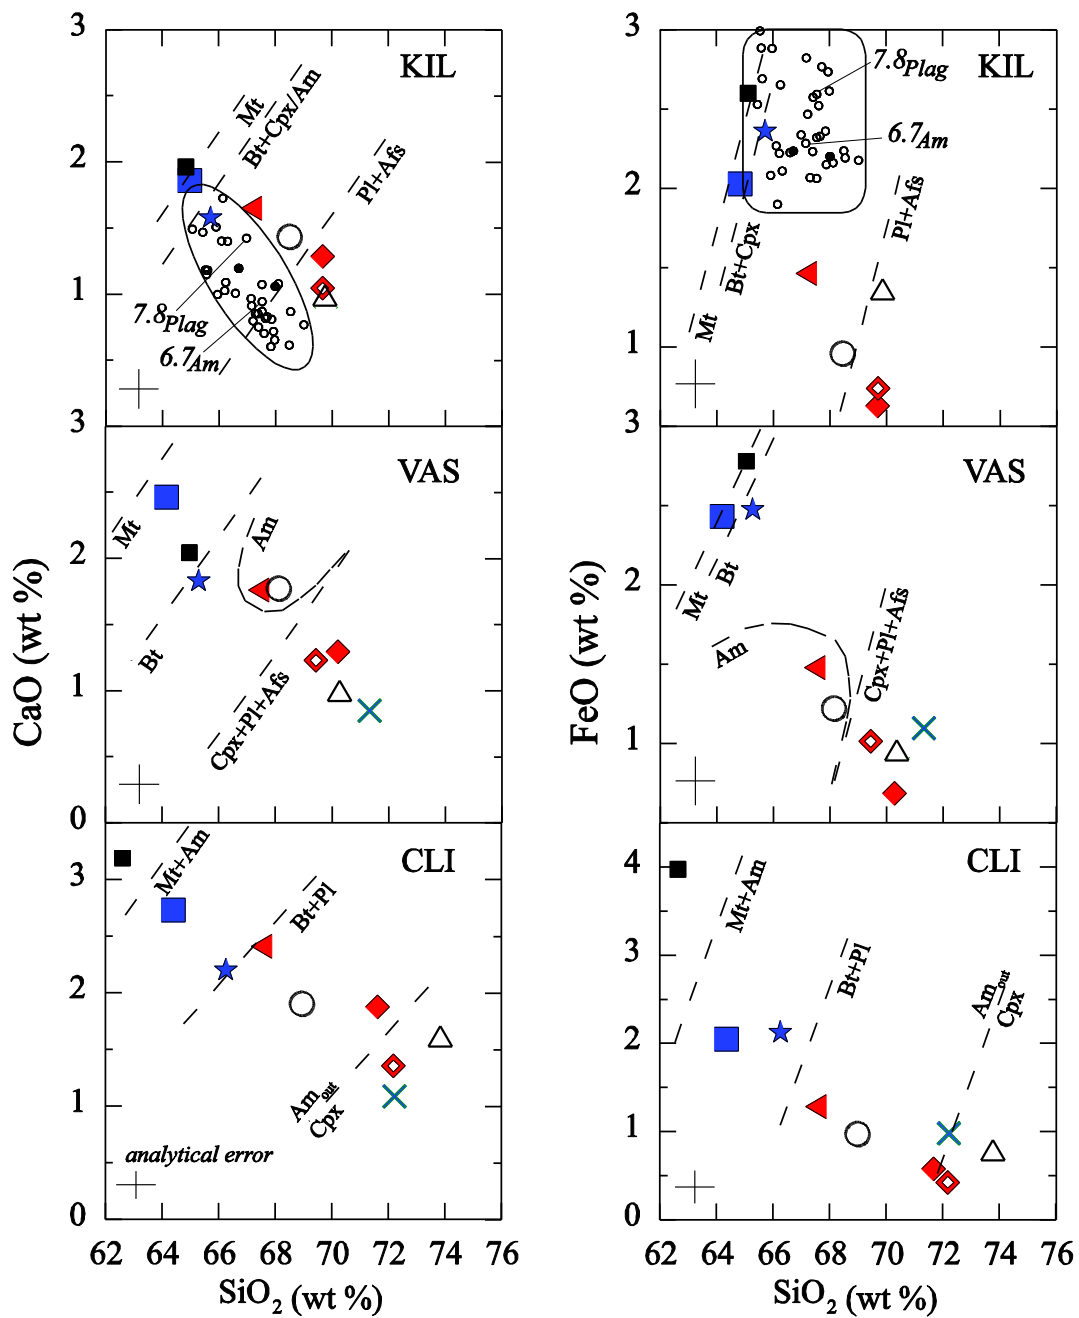 3
KIL
Mt
Bt+Cpx/Am
Pl+Afs
2
1
7.8Plag
6.7Am
3
VAS
Mt
Am
2
Bt
Cpx+Pl+Afs
1
0
CaO (wt %)
CLI
Mt+Am
3
Bt+Pl
2
Am out
Cpx
1
analytical error
0
62 64 66 68 70 72 74 76
SiO2 (wt %)
3
KIL
7.8Plag
6.7Am
2
Pl+Afs
Bt+Cpx
Mt
1
3
VAS
Mt
Bt
2
Am
Cpx+Pl+Afs
1
FeO (wt %)
CLI
4
Mt+Am
3
Bt+Pl
Am out
Cpx
2
1
0
62 64 66 68 70 72 74 76
SiO2 (wt %)